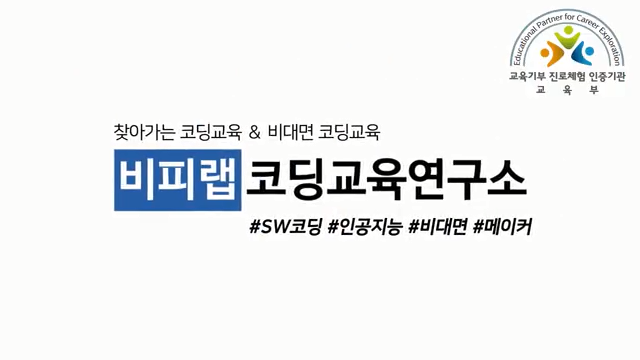 Educational Partner for Career Exploration
교육기부 진로체험 인증기관
교 육 부
찾아가는 코딩교육 & 비대면 코딩교육
비피랩 코딩교육연구소
#SW코딩 #인공지능 #비대면 #메이커